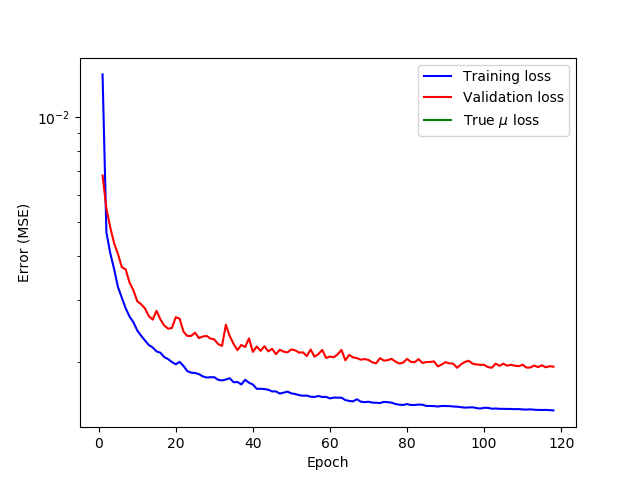 Training loss
Validation loss
True μ loss
10⁻²
Error (MSE)
0 20 40 60 80 100 120
Epoch